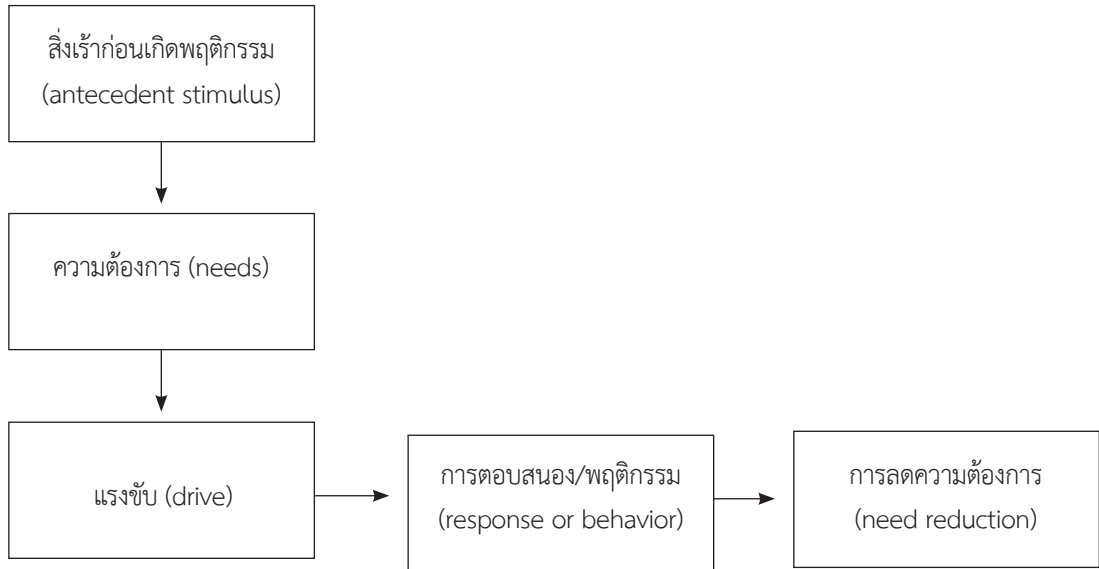 สิ่งเร้าก่อนเกิดพฤติกรรม
(antecedent stimulus)
ความต้องการ (needs)
แรงขับ (drive)
การตอบสนอง/พฤติกรรม
(response or behavior)
การลดความต้องการ
(need reduction)